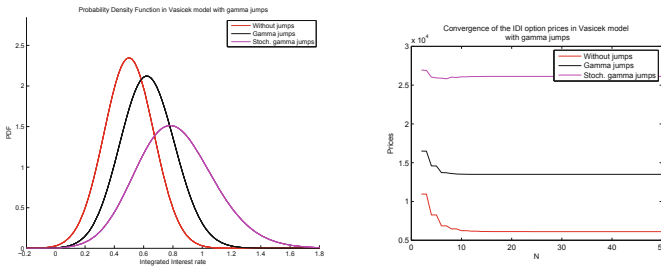 Probability Density Function in Vasicek model with gamma jumps
Without jumps
Gamma jumps
Stoch. gamma jumps
PDF
2.5
2
1.5
1
0.5
0
−0.2
0
0.2
0.4
0.6
0.8
1
1.2
1.4
1.6
1.8
Integrated Interest rate
Convergence of the IDI option prices in Vasicek model
with gamma jumps
x 10⁴
Without jumps
Gamma jumps
Stoch. gamma jumps
Prices
3
2.5
2
1.5
1
0.5
0
10
20
30
40
50
N